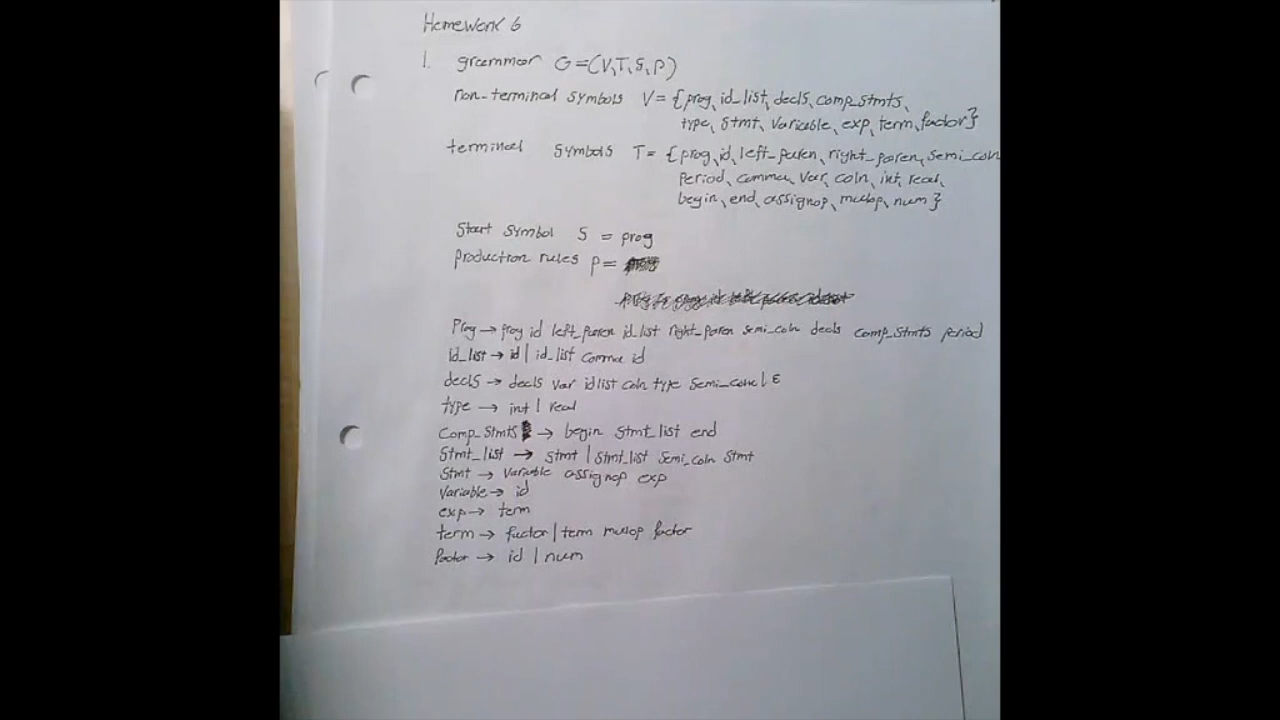 Homework 6
1. grammar G=(V,T,S,P)
non-terminal symbols V= {prog, id_list, decls, comp_stmts,
type, stmt, variable, exp, term, factor}
terminal symbols T= {prog, id, left_paren, right_paren, semi_coln
period, comma, var, coln, int, real,
begin, end, assignop, mulop, num}
Start symbol S = prog
production rules P=
Prog → prog id left_paren id_list right_paren semi_coln decls comp_stmts period
id_list → id | id_list comma id
decls → decls var idlist coln type semi_coln | ε
type → int | real
Comp_stmts → begin stmt_list end
Stmt_list → stmt | stmt_list semi_coln stmt
Stmt → variable assignop exp
Variable → id
exp → term
term → factor | term mulop factor
factor → id | num